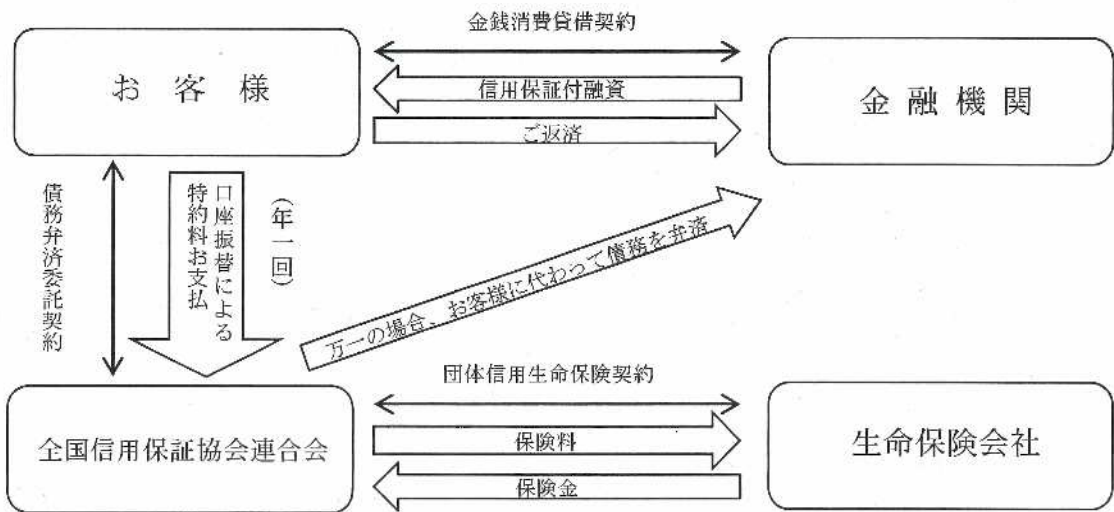 金銭消費貸借契約
お客様
信用保証付融資
金融機関
ご返済
債務弁済委託契約
口座振替による
特約料お支払
（年一回）
万一の場合、お客様に代わって債務を弁済
団体信用生命保険契約
全国信用保証協会連合会
保険料
生命保険会社
保険金